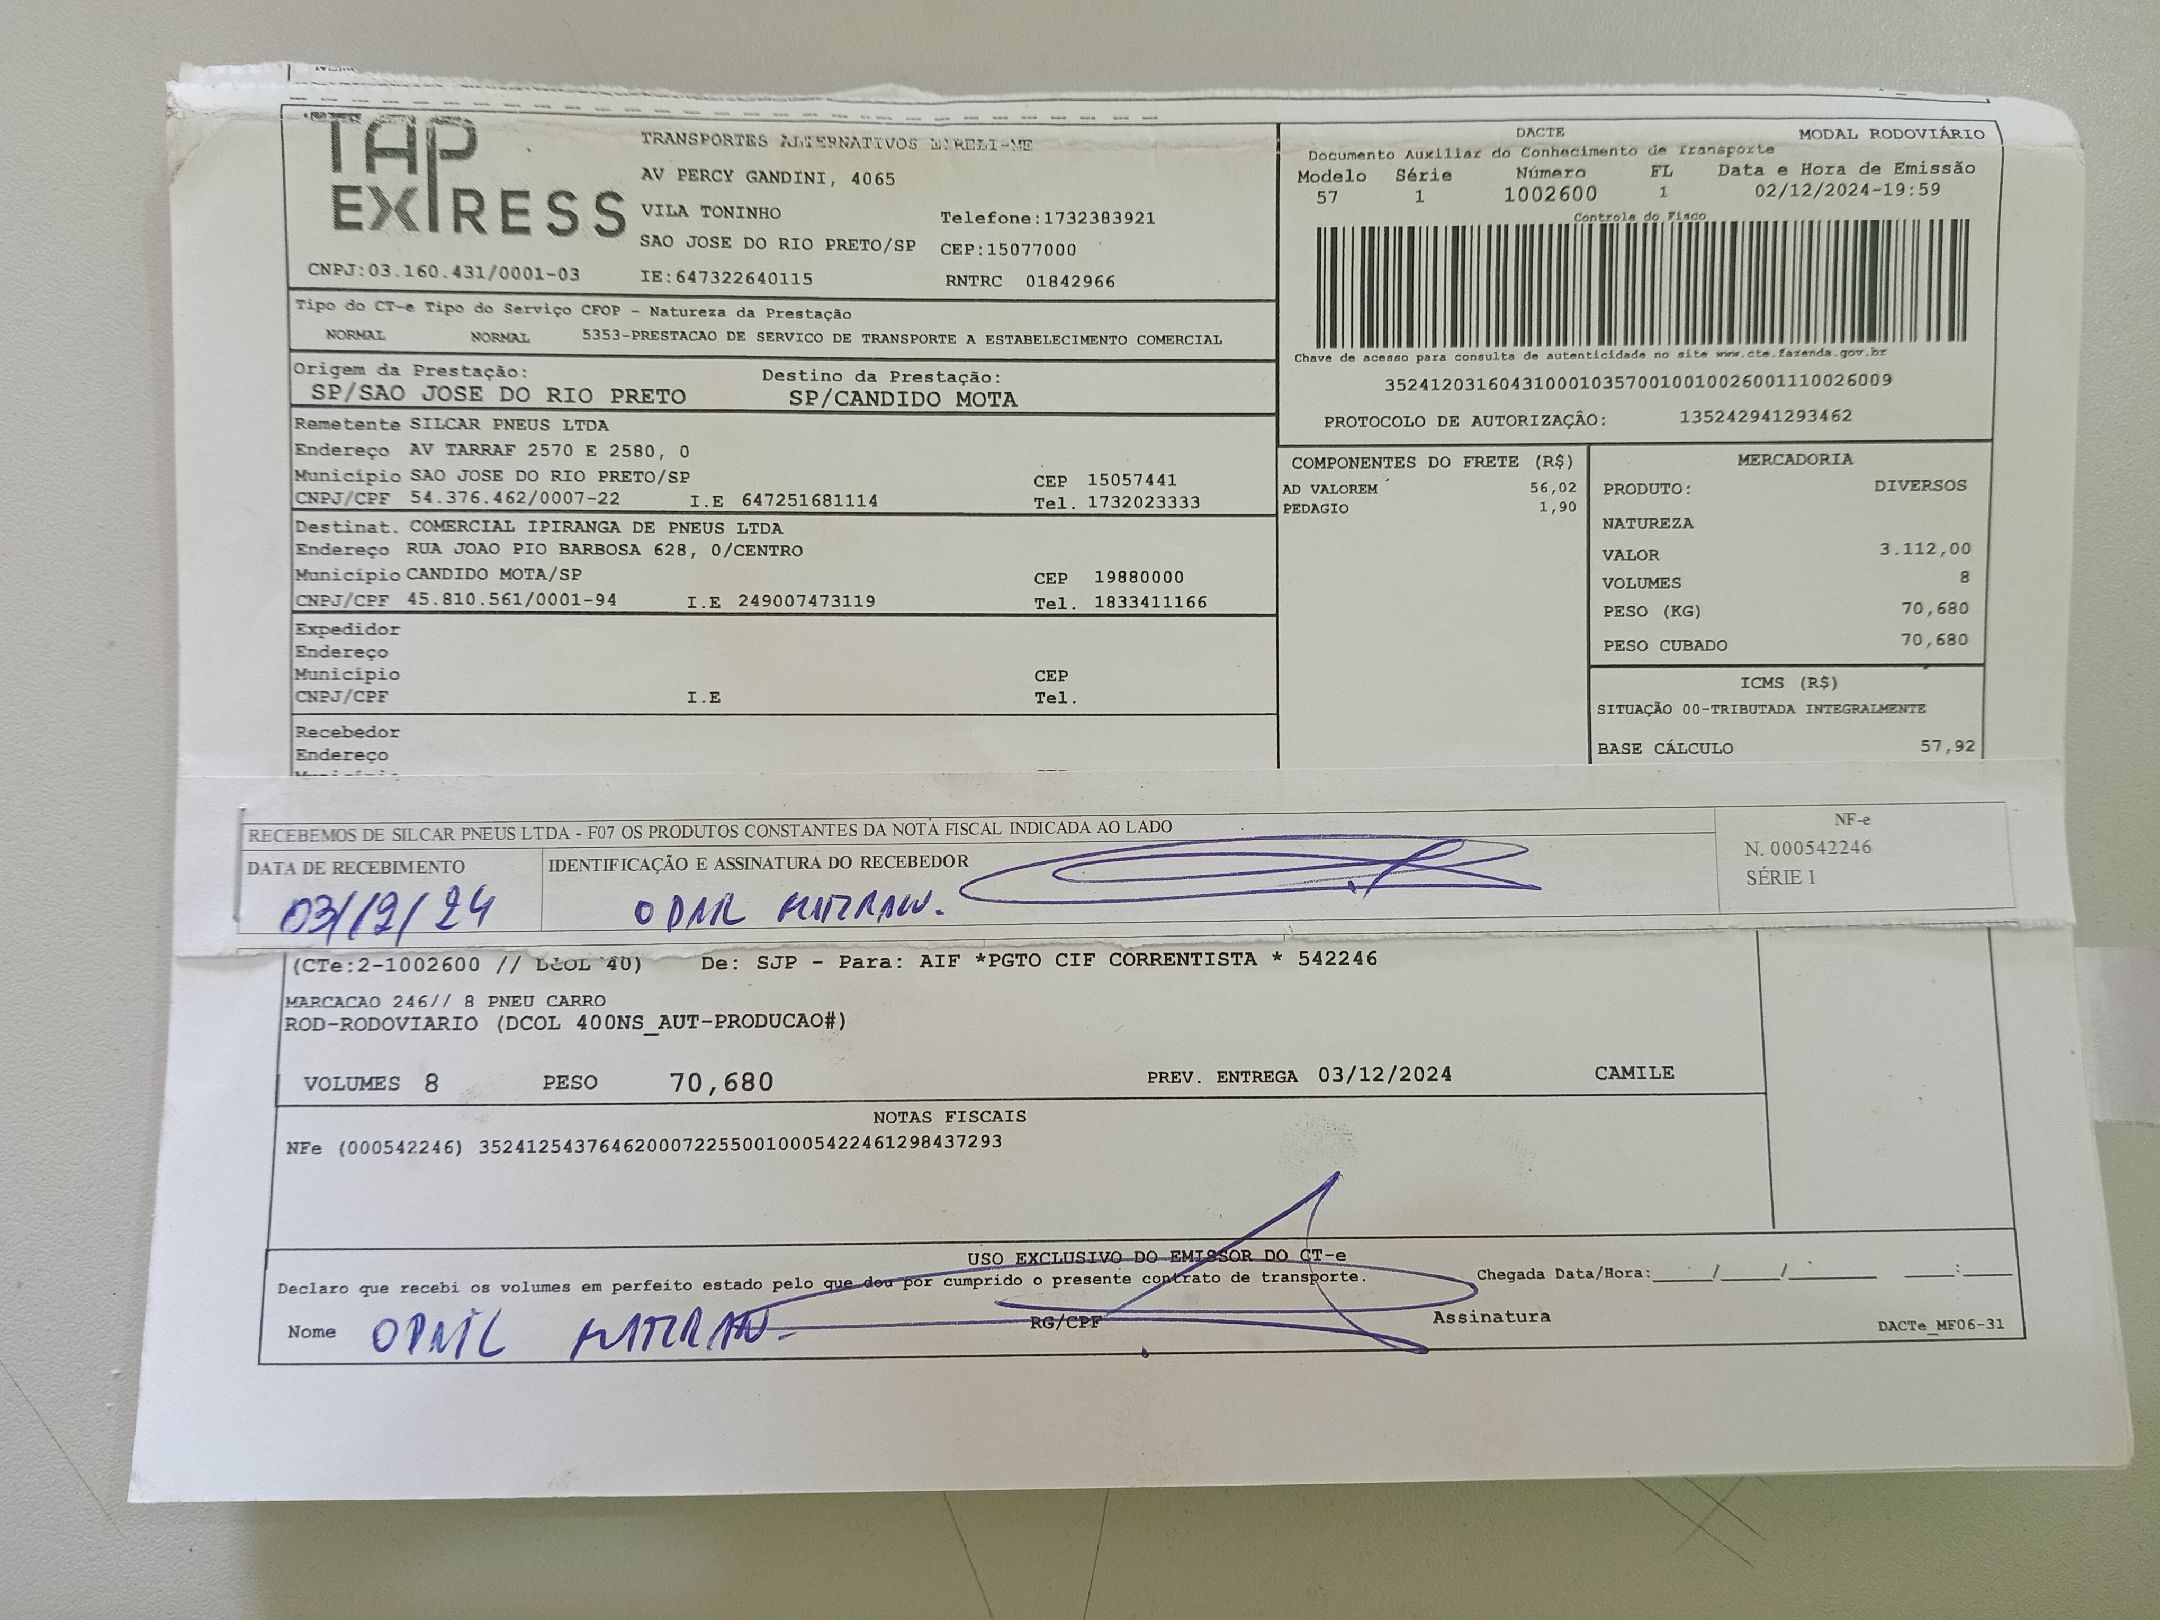 TAP
EXPRESS
TRANSPORTES ALTERNATIVOS EIRELI-ME
AV PERCY GANDINI, 4065
VILA TONINHO Telefone:1732383921
SAO JOSE DO RIO PRETO/SP CEP:15077000
CNPJ:03.160.431/0001-03 IE:647322640115 RNTRC 01842966
DACTE MODAL RODOVIÁRIO
Documento Auxiliar do Conhecimento de Transporte
Modelo Série Número FL Data e Hora de Emissão
57 1 1002600 1 02/12/2024-19:59
Controle do Fisco
Chave de acesso para consulta de autenticidade no site www.cte.fazenda.gov.br
35241203160431000103570010010026001110026009
PROTOCOLO DE AUTORIZAÇÃO: 135242941293462
Tipo do CT-e Tipo do Serviço CFOP - Natureza da Prestação
NORMAL NORMAL 5353-PRESTACAO DE SERVICO DE TRANSPORTE A ESTABELECIMENTO COMERCIAL
Origem da Prestação: Destino da Prestação:
SP/SAO JOSE DO RIO PRETO SP/CANDIDO MOTA
Remetente SILCAR PNEUS LTDA
Endereço AV TARRAF 2570 E 2580, 0
Município SAO JOSE DO RIO PRETO/SP CEP 15057441
CNPJ/CPF 54.376.462/0007-22 I.E 647251681114 Tel. 1732023333
Destinat. COMERCIAL IPIRANGA DE PNEUS LTDA
Endereço RUA JOAO PIO BARBOSA 628, 0/CENTRO
Município CANDIDO MOTA/SP CEP 19880000
CNPJ/CPF 45.810.561/0001-94 I.E 249007473119 Tel. 1833411166
Expedidor
Endereço
Município CEP
CNPJ/CPF I.E Tel.
Recebedor
Endereço
COMPONENTES DO FRETE (R$)
AD VALOREM 56,02
PEDAGIO 1,90
MERCADORIA
PRODUTO: DIVERSOS
NATUREZA
VALOR 3.112,00
VOLUMES 8
PESO (KG) 70,680
PESO CUBADO 70,680
ICMS (R$)
SITUAÇÃO 00-TRIBUTADA INTEGRALMENTE
BASE CÁLCULO 57,92
RECEBEMOS DE SILCAR PNEUS LTDA - F07 OS PRODUTOS CONSTANTES DA NOTA FISCAL INDICADA AO LADO
DATA DE RECEBIMENTO IDENTIFICAÇÃO E ASSINATURA DO RECEBEDOR
03/12/24
NF-e
N. 000542246
SÉRIE 1
(CTe:2-1002600 // DCOL 40) De: SJP - Para: AIF *PGTO CIF CORRENTISTA * 542246
MARCACAO 246// 8 PNEU CARRO
ROD-RODOVIARIO (DCOL 400NS_AUT-PRODUCAO#)
VOLUMES 8 PESO 70,680 PREV. ENTREGA 03/12/2024 CAMILE
NOTAS FISCAIS
NFe (000542246) 35241254376462000722550010005422461298437293
USO EXCLUSIVO DO EMISSOR DO CT-e
Declaro que recebi os volumes em perfeito estado pelo que dou por cumprido o presente contrato de transporte. Chegada Data/Hora:____/____/______ ____:____
Nome RG/CPF Assinatura DACTe_MF06-31